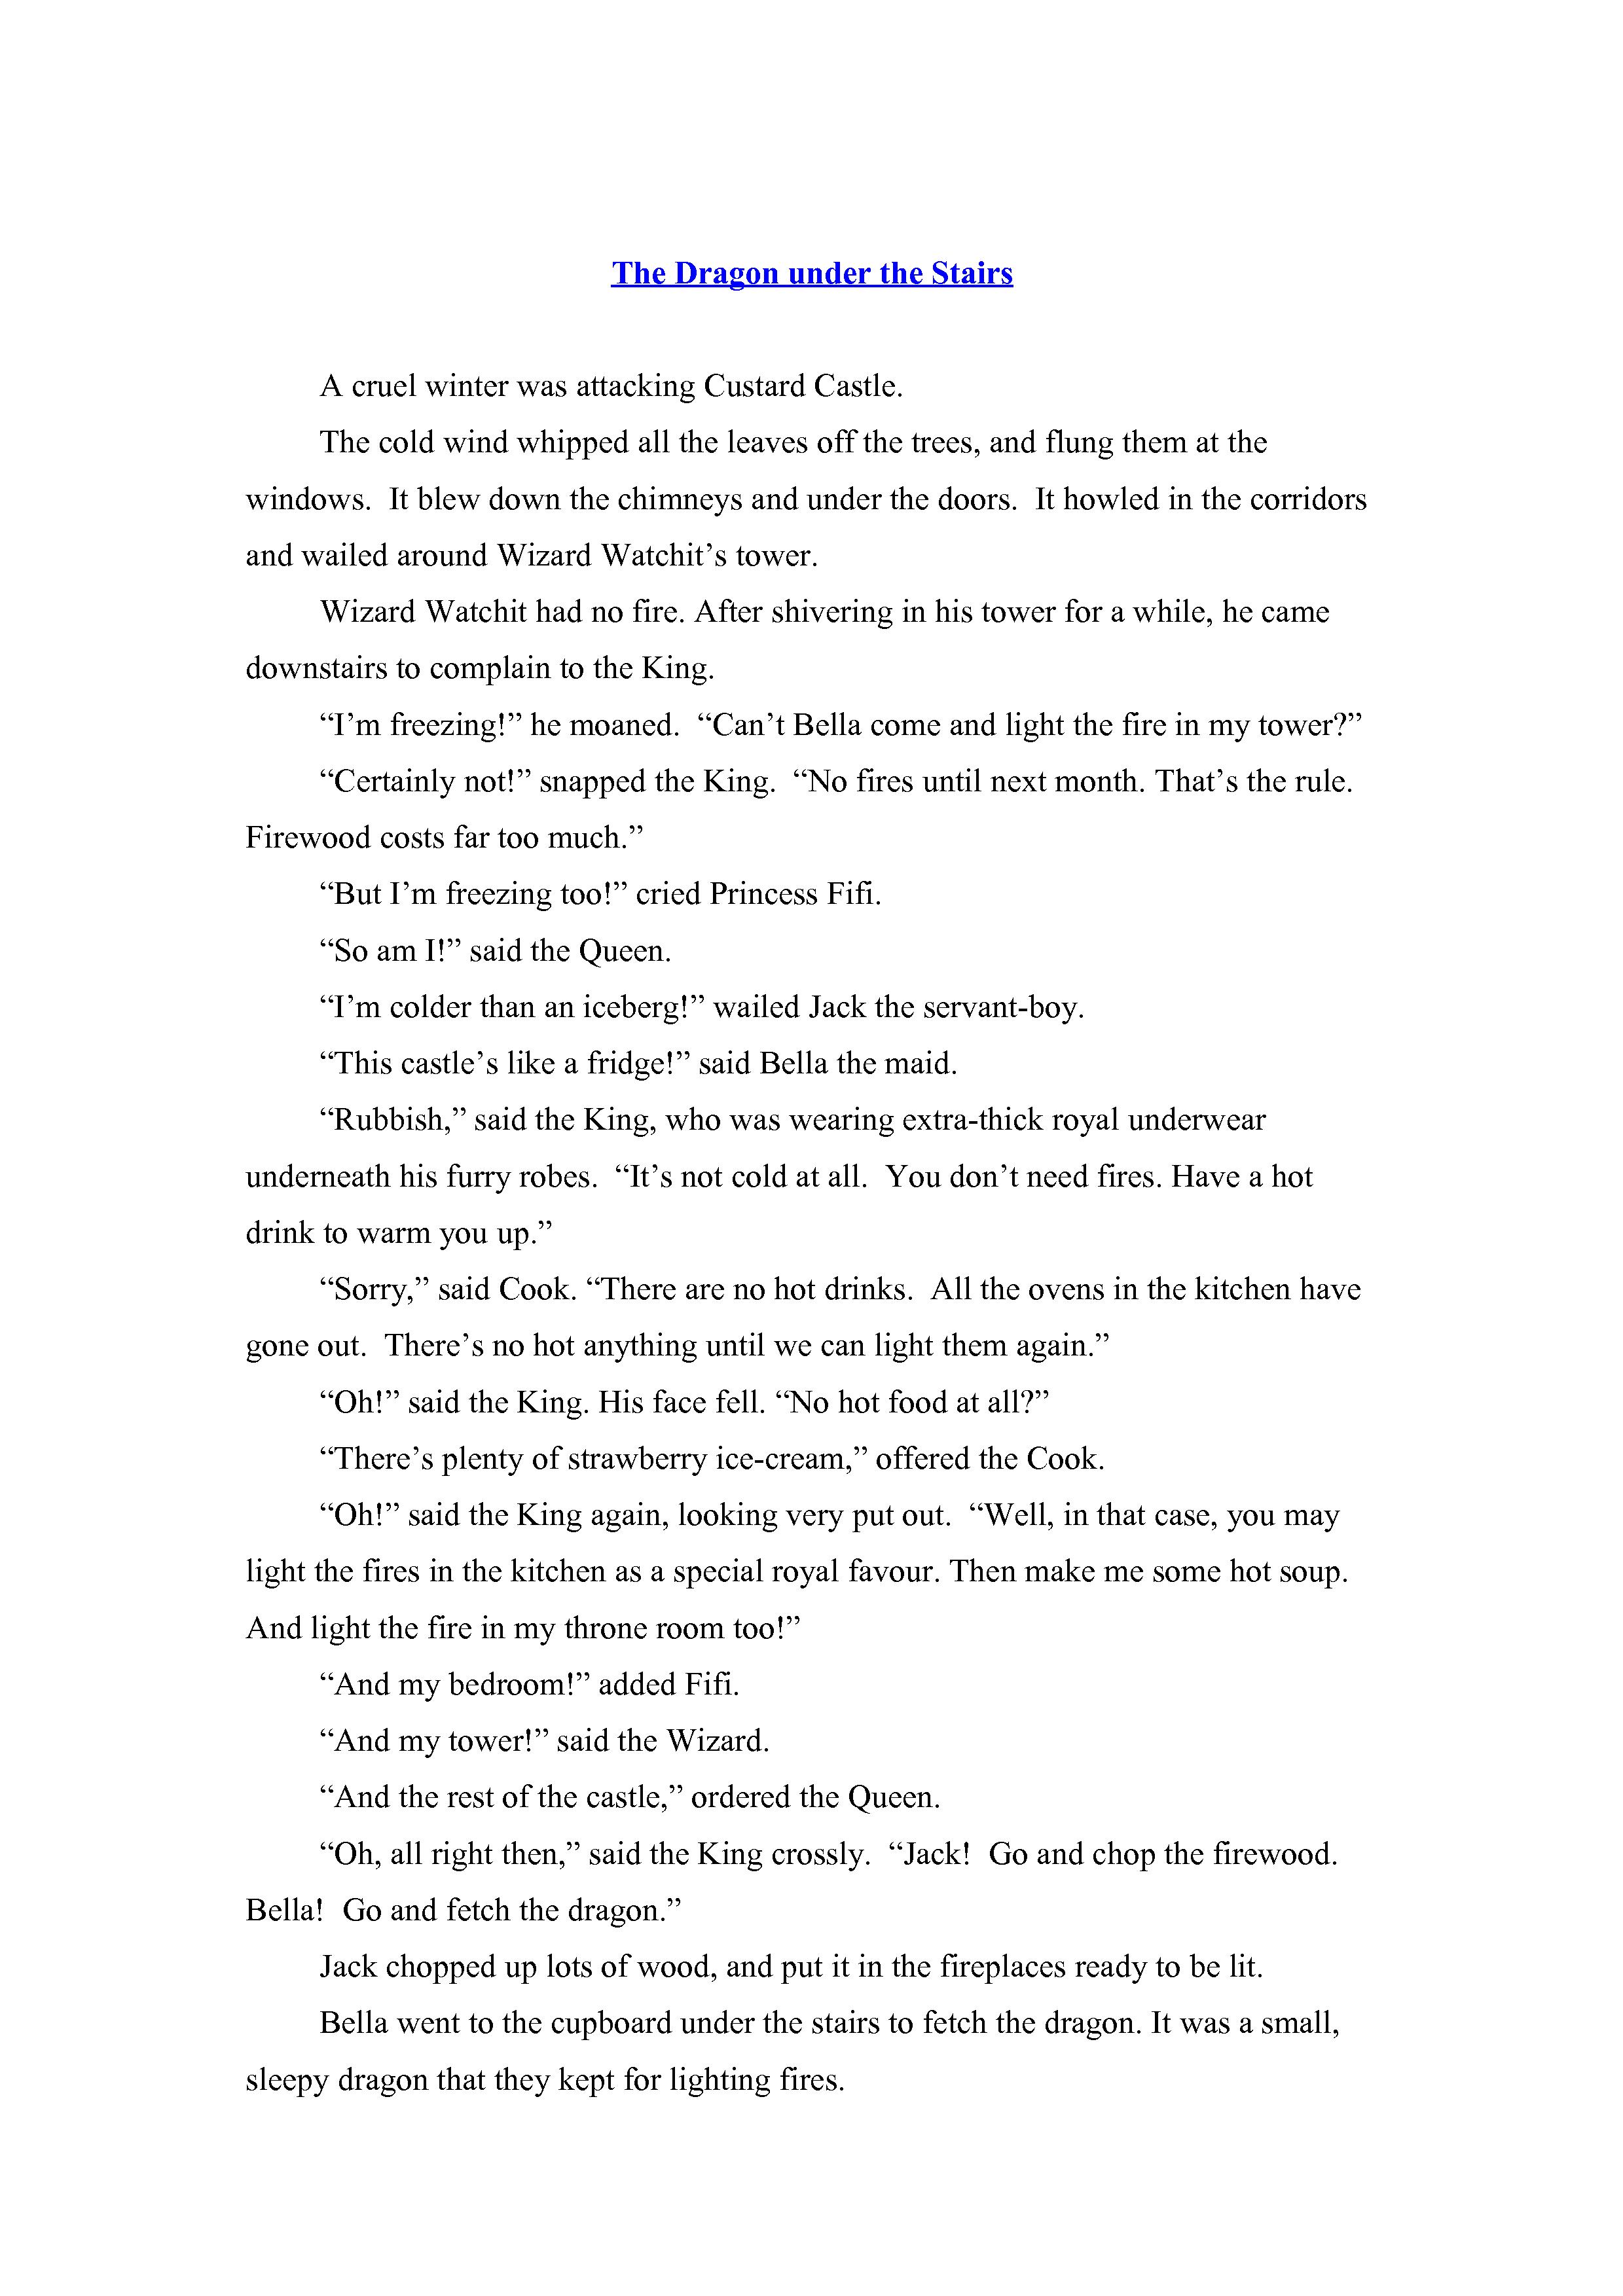 The Dragon under the Stairs
A cruel winter was attacking Custard Castle.
The cold wind whipped all the leaves off the trees, and flung them at the
windows.  It blew down the chimneys and under the doors.  It howled in the corridors
and wailed around Wizard Watchit’s tower.
Wizard Watchit had no fire. After shivering in his tower for a while, he came
downstairs to complain to the King.
“I’m freezing!” he moaned.  “Can’t Bella come and light the fire in my tower?”
“Certainly not!” snapped the King.  “No fires until next month. That’s the rule.
Firewood costs far too much.”
“But I’m freezing too!” cried Princess Fifi.
“So am I!” said the Queen.
“I’m colder than an iceberg!” wailed Jack the servant-boy.
“This castle’s like a fridge!” said Bella the maid.
“Rubbish,” said the King, who was wearing extra-thick royal underwear
underneath his furry robes.  “It’s not cold at all.  You don’t need fires. Have a hot
drink to warm you up.”
“Sorry,” said Cook. “There are no hot drinks.  All the ovens in the kitchen have
gone out.  There’s no hot anything until we can light them again.”
“Oh!” said the King. His face fell. “No hot food at all?”
“There’s plenty of strawberry ice-cream,” offered the Cook.
“Oh!” said the King again, looking very put out.  “Well, in that case, you may
light the fires in the kitchen as a special royal favour. Then make me some hot soup.
And light the fire in my throne room too!”
“And my bedroom!” added Fifi.
“And my tower!” said the Wizard.
“And the rest of the castle,” ordered the Queen.
“Oh, all right then,” said the King crossly.  “Jack!  Go and chop the firewood.
Bella!  Go and fetch the dragon.”
Jack chopped up lots of wood, and put it in the fireplaces ready to be lit.
Bella went to the cupboard under the stairs to fetch the dragon. It was a small,
sleepy dragon that they kept for lighting fires.